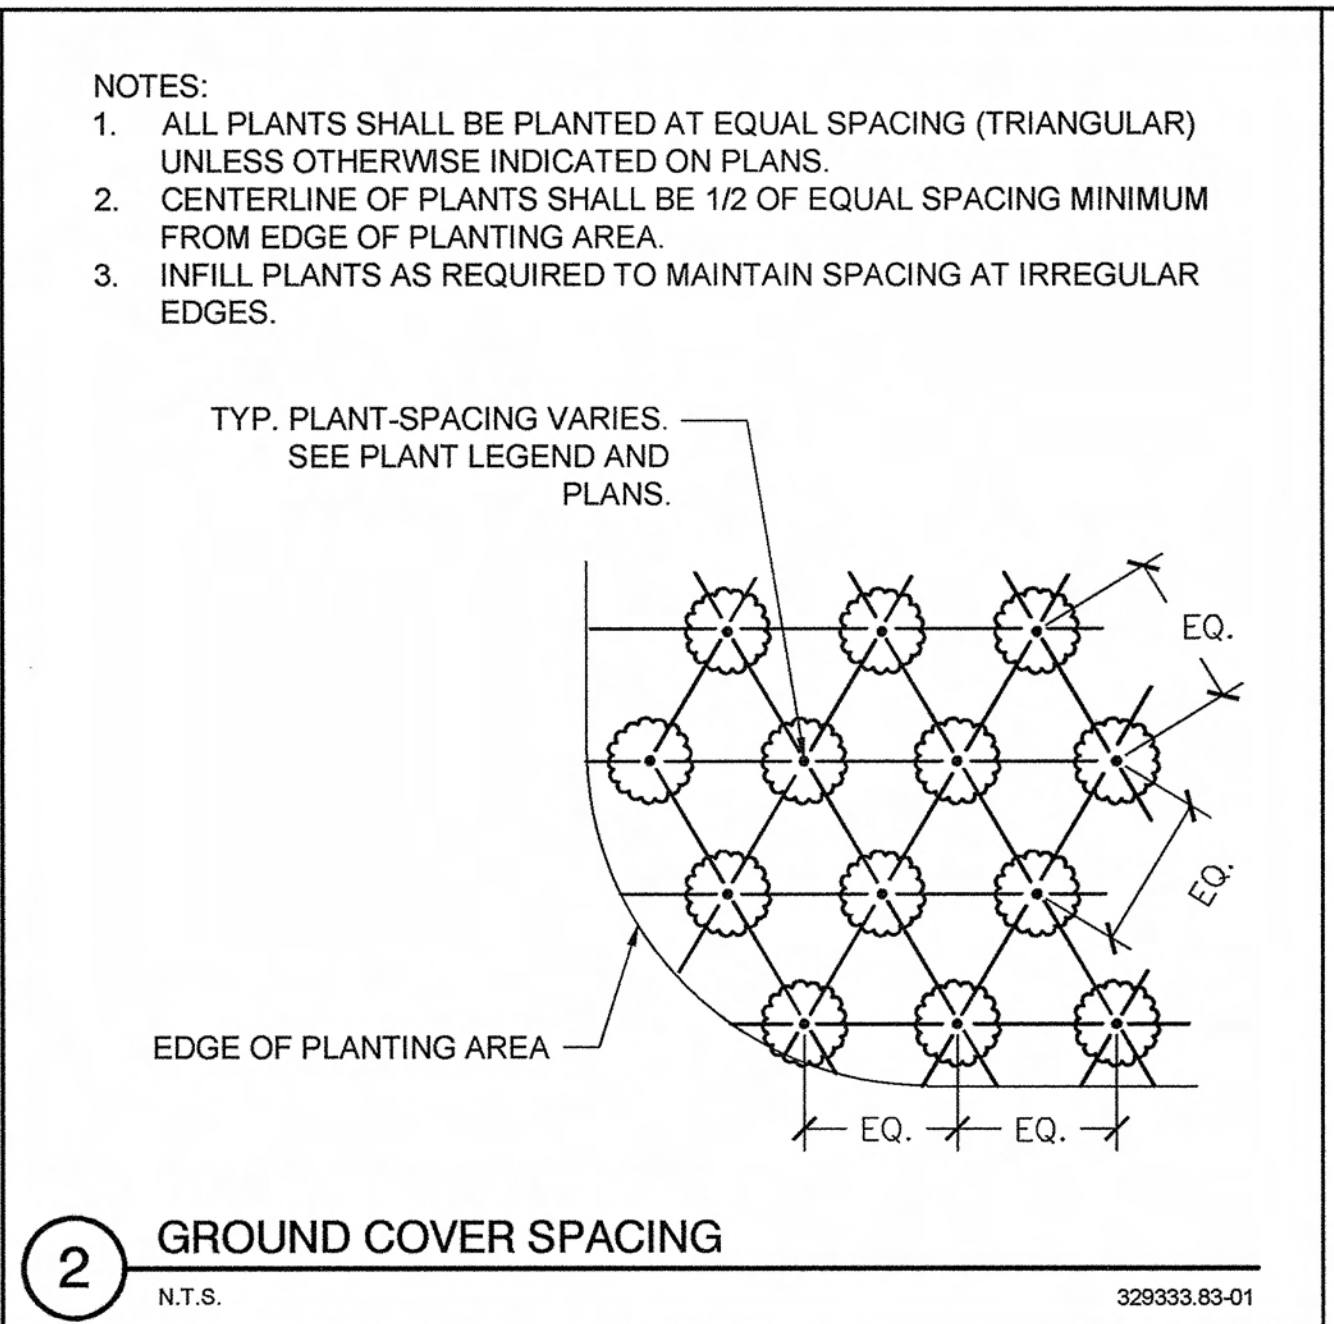 NOTES:
1. ALL PLANTS SHALL BE PLANTED AT EQUAL SPACING (TRIANGULAR)
UNLESS OTHERWISE INDICATED ON PLANS.
2. CENTERLINE OF PLANTS SHALL BE 1/2 OF EQUAL SPACING MINIMUM
FROM EDGE OF PLANTING AREA.
3. INFILL PLANTS AS REQUIRED TO MAINTAIN SPACING AT IRREGULAR
EDGES.
TYP. PLANT-SPACING VARIES.
SEE PLANT LEGEND AND
PLANS.
EQ.
EQ.
EDGE OF PLANTING AREA
EQ.
EQ.
2
GROUND COVER SPACING
N.T.S.
329333.83-01